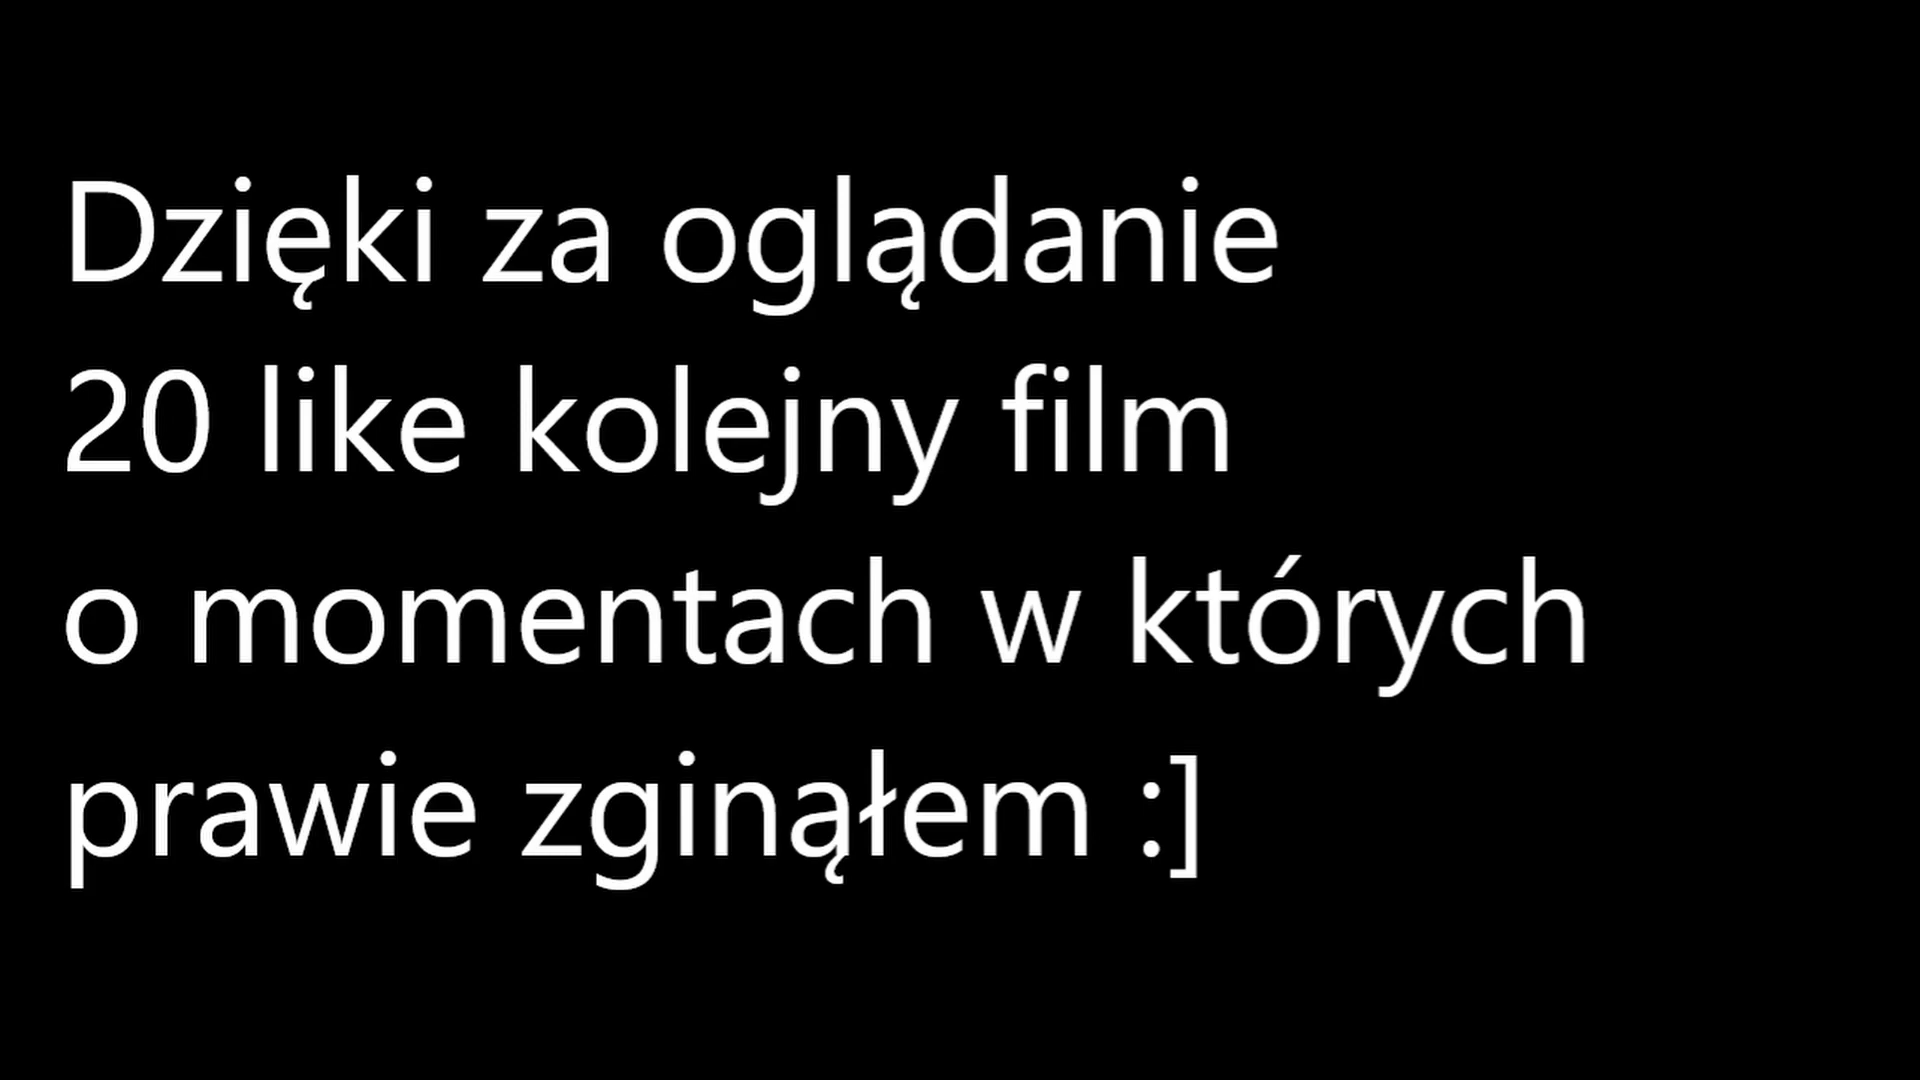 Dzięki za oglądanie
20 like kolejny film
o momentach w których
prawie zginąłem :]